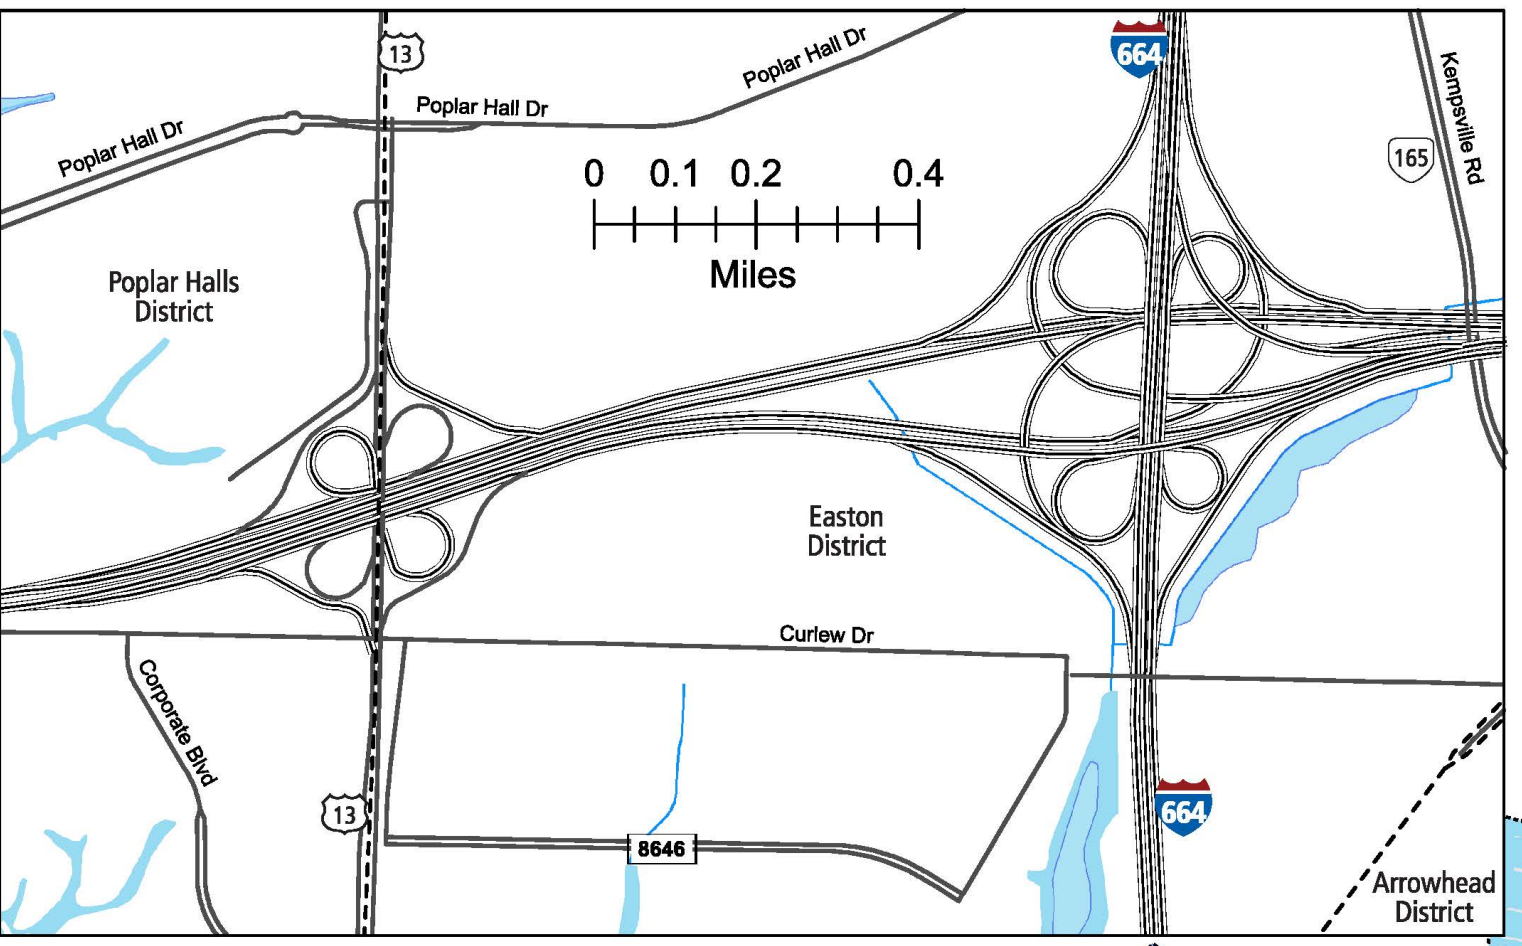 13
664
Poplar Hall Dr
Poplar Hall Dr
Poplar Hall Dr
Kempsville Rd
165
0 0.1 0.2 0.4
Miles
Poplar Halls
District
Easton
District
Curlew Dr
Corporate Blvd
13
664
8646
Arrowhead
District